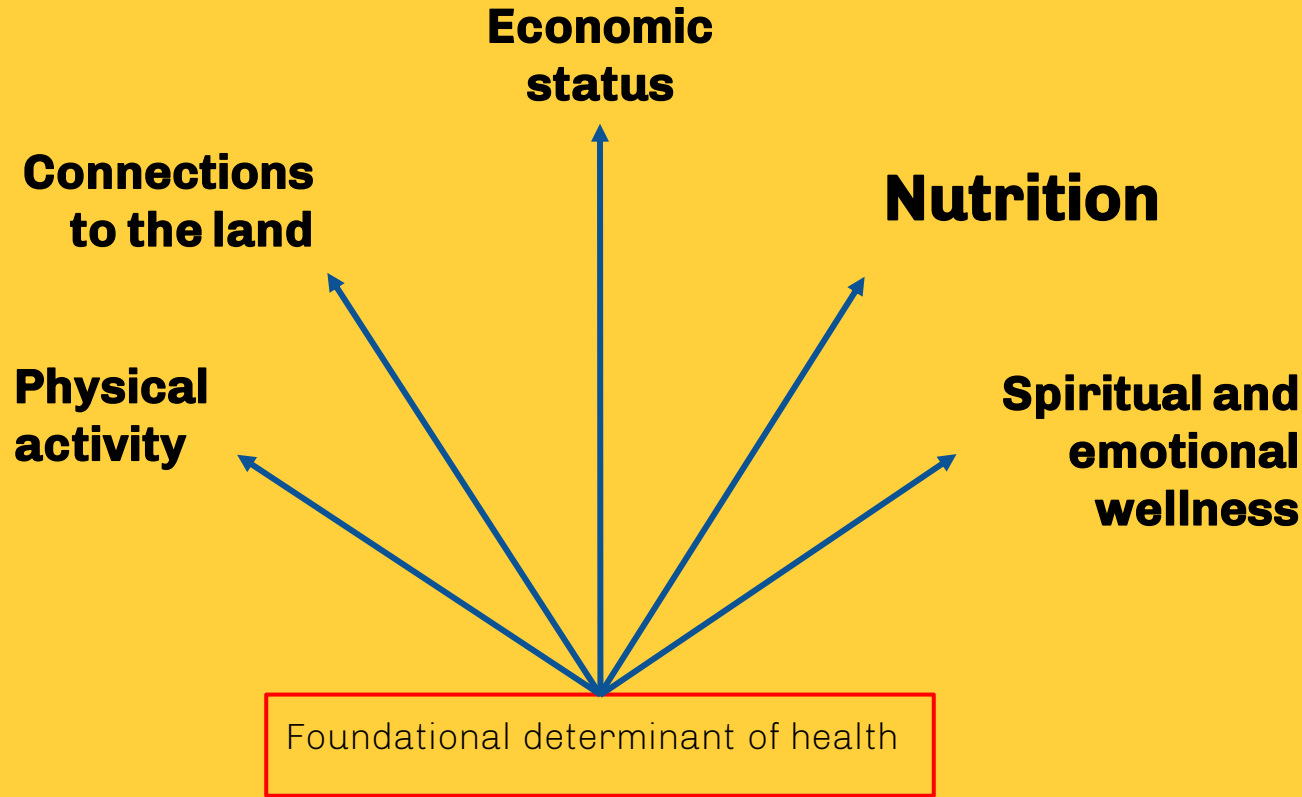 Economic
status
Connections
to the land
Nutrition
Physical
activity
Spiritual and
emotional
wellness
Foundational determinant of health